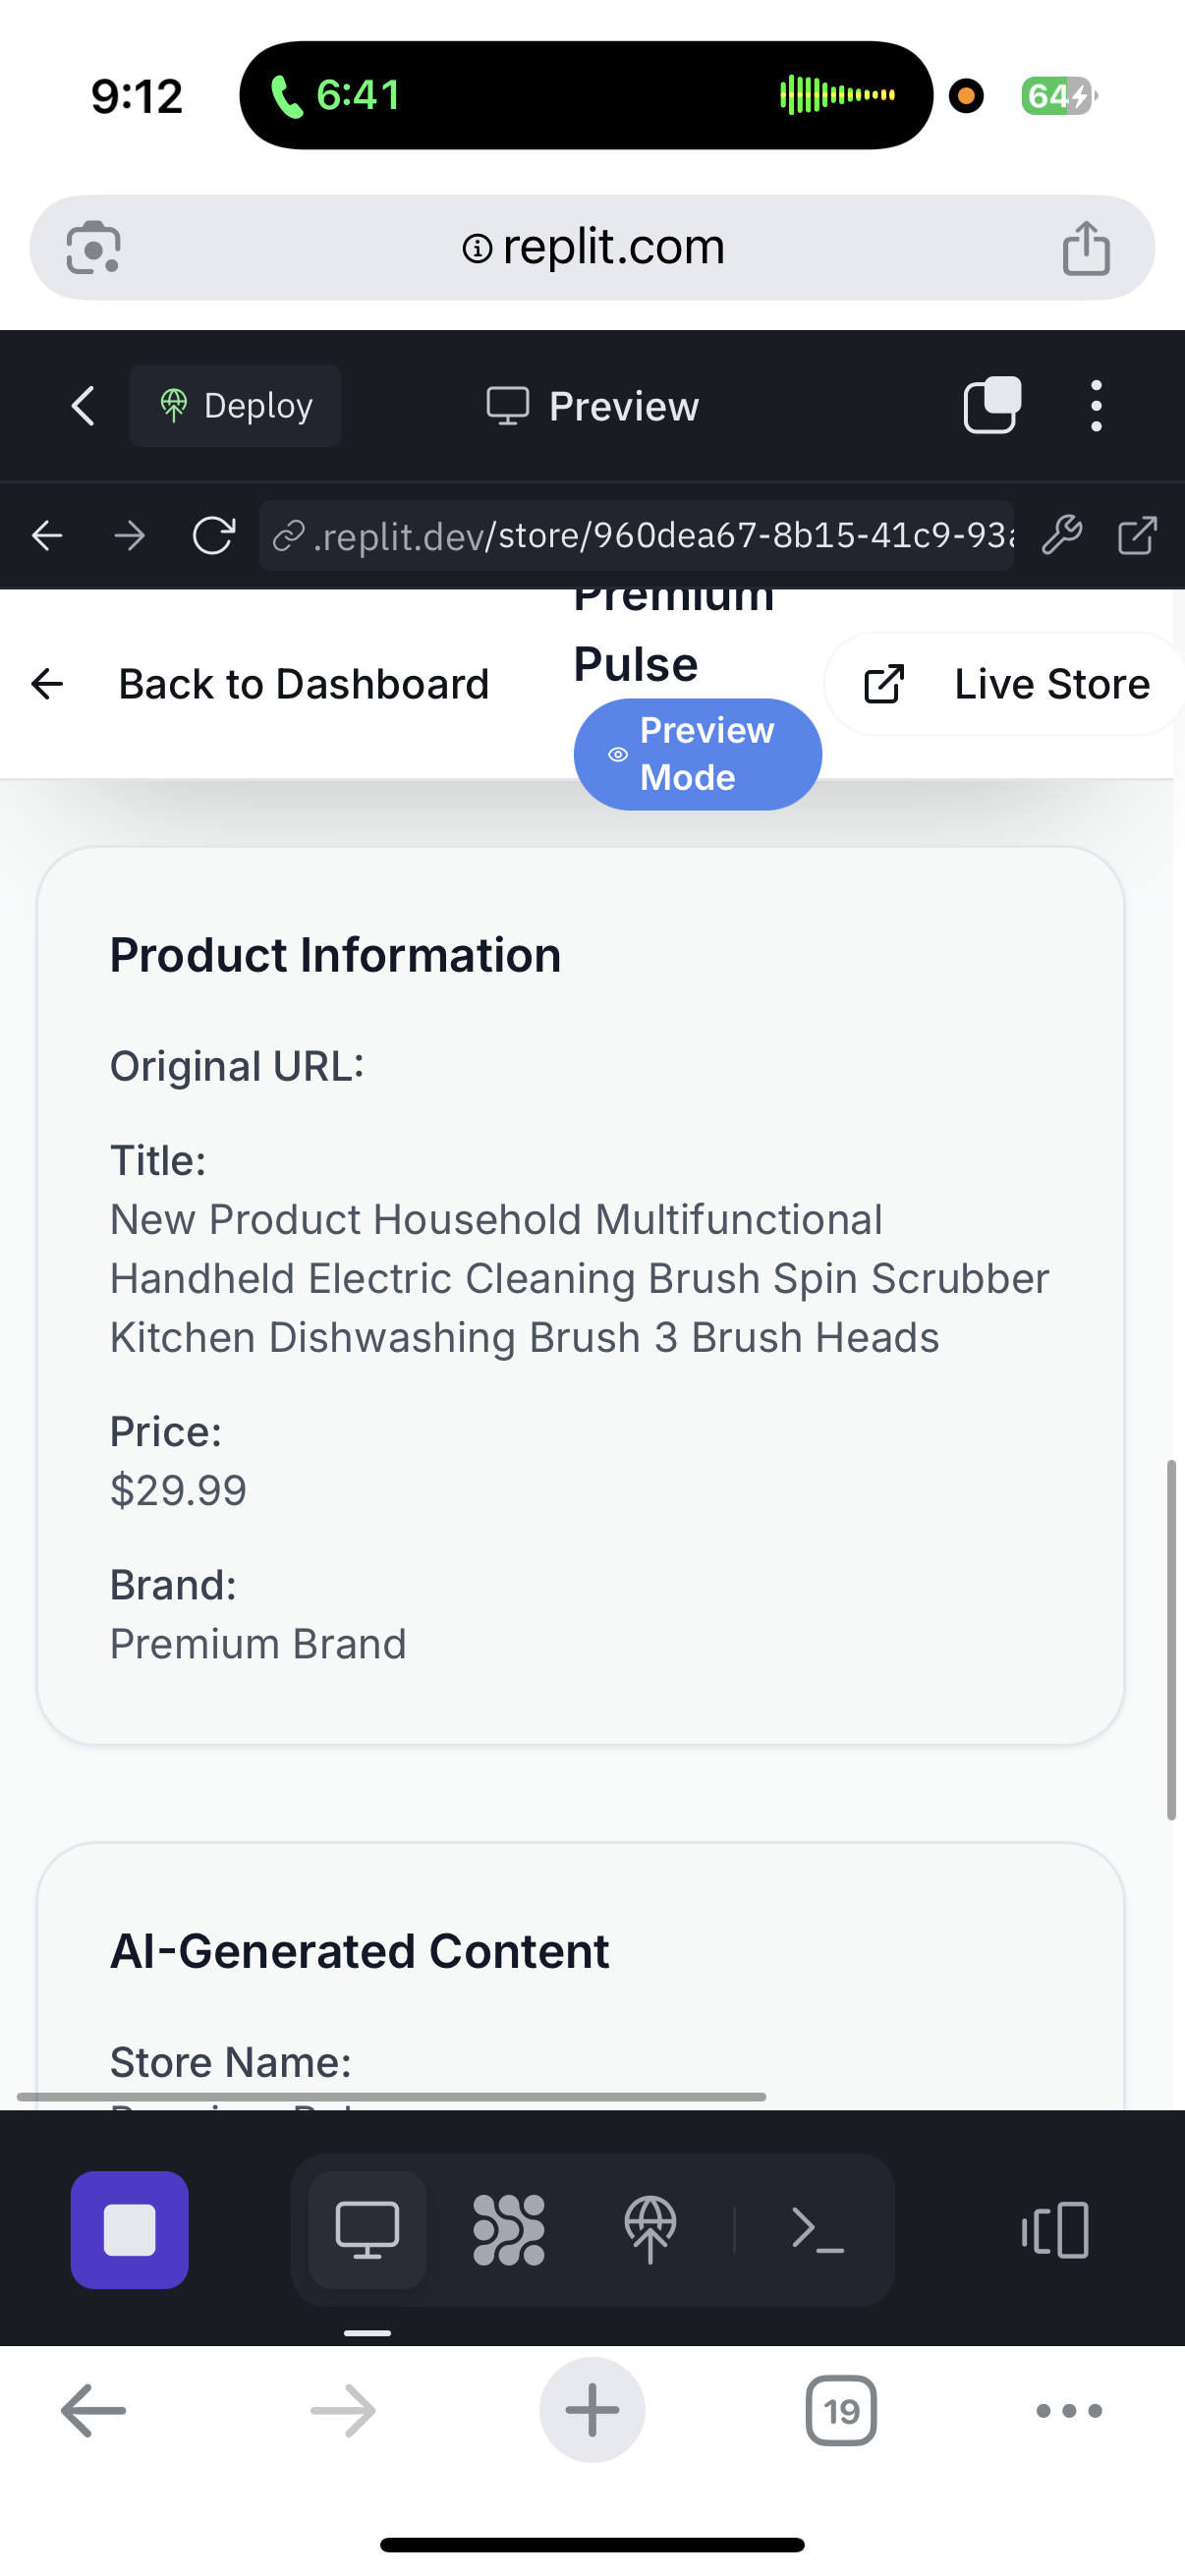 9:12
6:41
64
replit.com
Deploy
Preview
.replit.dev/store/960dea67-8b15-41c9-93
Premium
Pulse
Back to Dashboard
Preview
Mode
Live Store
Product Information
Original URL:
Title:
New Product Household Multifunctional
Handheld Electric Cleaning Brush Spin Scrubber
Kitchen Dishwashing Brush 3 Brush Heads
Price:
$29.99
Brand:
Premium Brand
AI-Generated Content
Store Name:
19